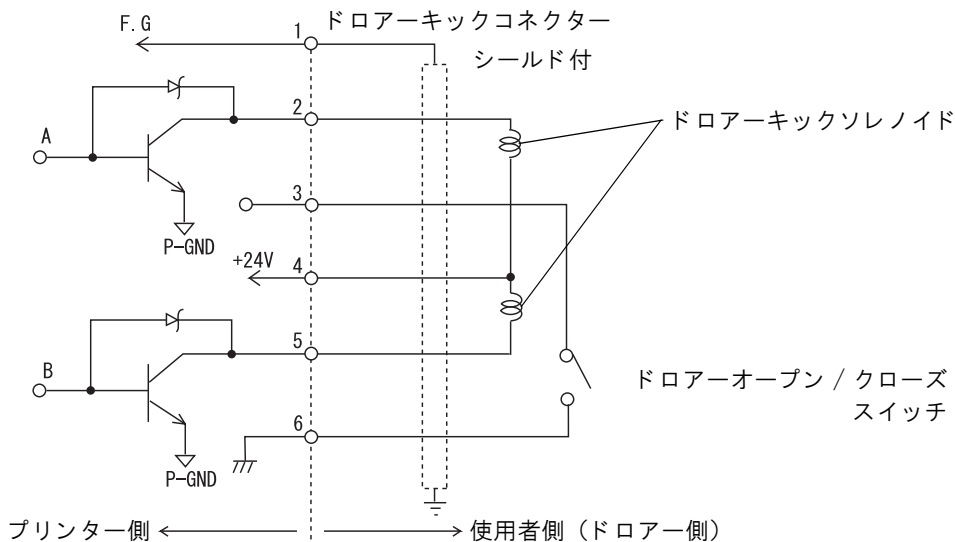 F.G
1
ドロアーキックコネクター
シールド付
2
A
ドロアーキックソレノイド
3
P-GND
+24V
4
5
B
ドロアーオープン / クローズ
スイッチ
6
P-GND
プリンター側
使用者側 (ドロアー側)